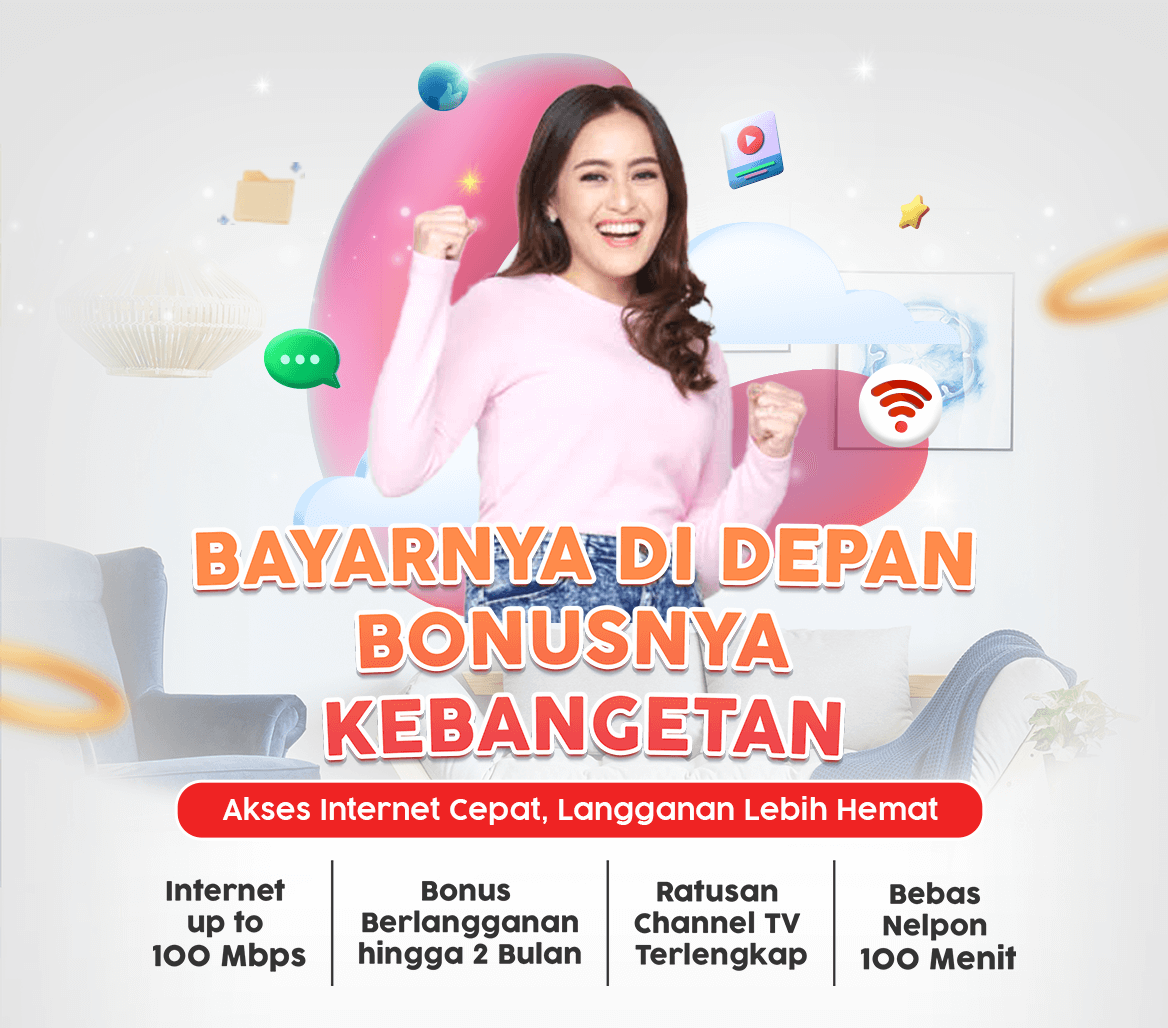 BAYARNYA DI DEPAN
BONUSNYA
KEBANGETAN
Akses Internet Cepat, Langganan Lebih Hemat
Internet
up to
100 Mbps
Bonus
Berlangganan
hingga 2 Bulan
Ratusan
Channel TV
Terlengkap
Bebas
Nelpon
100 Menit